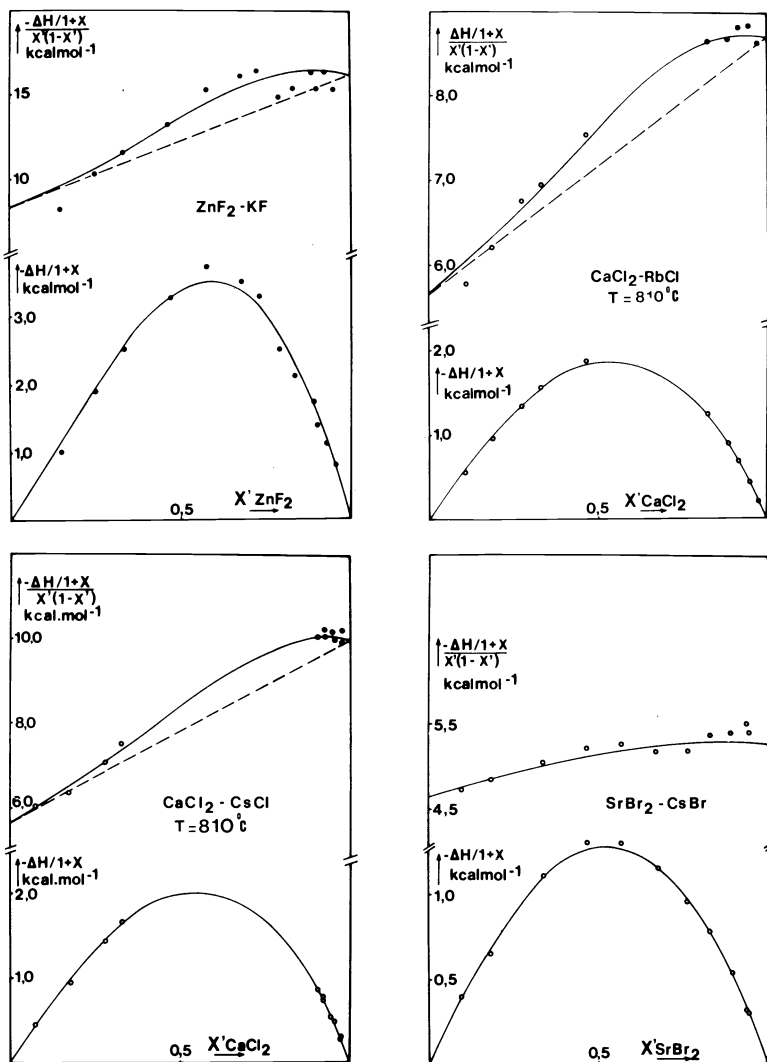 -ΔH/1+X
X'(1-X')
kcalmol-1
15
10
ZnF2-KF
-ΔH/1+X
kcalmol-1
3,0
2,0
1,0
0,5
X'ZnF2
ΔH/1+X
X'(1-X')
kcalmol-1
8,0
7,0
6,0
CaCl2-RbCl
T=810°C
2,0
-ΔH/1+X
kcalmol-1
1,0
0,5
X'CaCl2
-ΔH/1+X
X'(1-X')
kcal.mol-1
10,0
8,0
6,0
CaCl2-CsCl
T=810°C
-ΔH/1+X
kcal.mol-1
2,0
1,0
0,5
X'CaCl2
-ΔH/1+X
X'(1-X')
kcalmol-1
5,5
4,5
SrBr2-CsBr
-ΔH/1+X
kcalmol-1
1,0
0,5
0,5
X'SrBr2